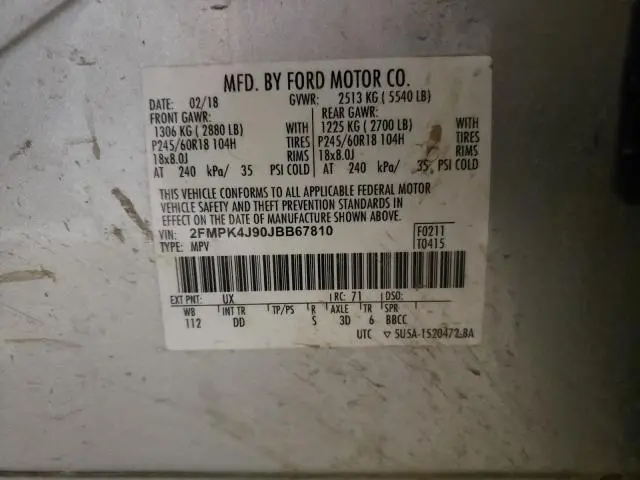 MFD. BY FORD MOTOR CO.
DATE: 02/18 GVWR: 2513 KG ( 5540 LB)
FRONT GAWR: REAR GAWR:
1306 KG ( 2880 LB) WITH 1225 KG ( 2700 LB) WITH
P245/60R18 104H TIRES P245/60R18 104H TIRES
18x8.0J RIMS 18x8.0J RIMS
AT 240 kPa/ 35 PSI COLD AT 240 kPa/ 35 PSI COLD
THIS VEHICLE CONFORMS TO ALL APPLICABLE FEDERAL MOTOR
VEHICLE SAFETY AND THEFT PREVENTION STANDARDS IN
EFFECT ON THE DATE OF MANUFACTURE SHOWN ABOVE.
VIN: 2FMPK4J90JBB67810 F0211
TYPE: MPV T0415
EXT PNT: UX RC: 71 DSO:
WB INT TR TP/PS R AXLE TR SPR
112 DD S 3D 6 BBCC
UTC ▽ 5U5A-1520472-BA